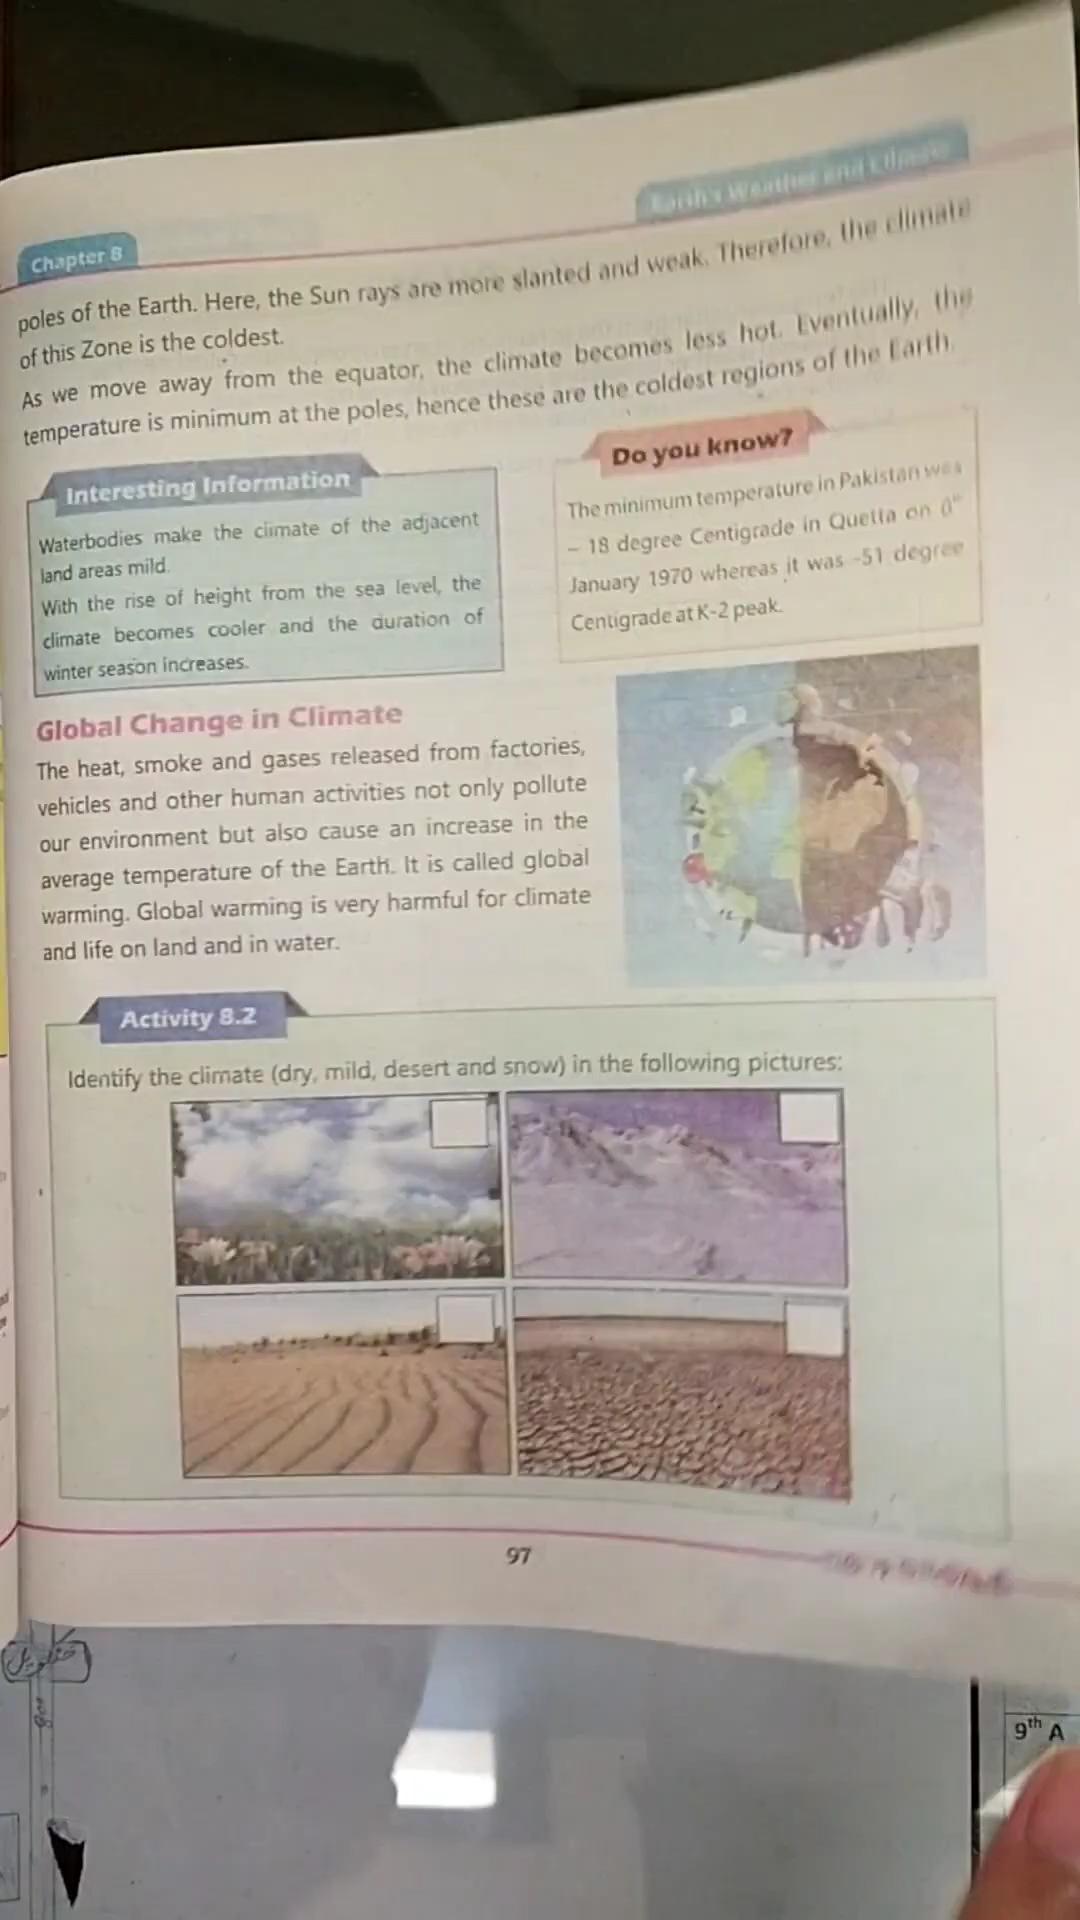 Earth's Weather and Climate
Chapter 8
poles of the Earth. Here, the Sun rays are more slanted and weak. Therefore, the climate
of this Zone is the coldest.
As we move away from the equator, the climate becomes less hot. Eventually, the
temperature is minimum at the poles, hence these are the coldest regions of the Earth.
Interesting Information
Waterbodies make the climate of the adjacent
land areas mild.
With the rise of height from the sea level, the
climate becomes cooler and the duration of
winter season increases.
Do you know?
The minimum temperature in Pakistan was
– 18 degree Centigrade in Quetta on
January 1970 whereas it was -51 degree
Centigrade at K-2 peak.
Global Change in Climate
The heat, smoke and gases released from factories,
vehicles and other human activities not only pollute
our environment but also cause an increase in the
average temperature of the Earth. It is called global
warming. Global warming is very harmful for climate
and life on land and in water.
Activity 8.2
Identify the climate (dry, mild, desert and snow) in the following pictures:
97
9th A